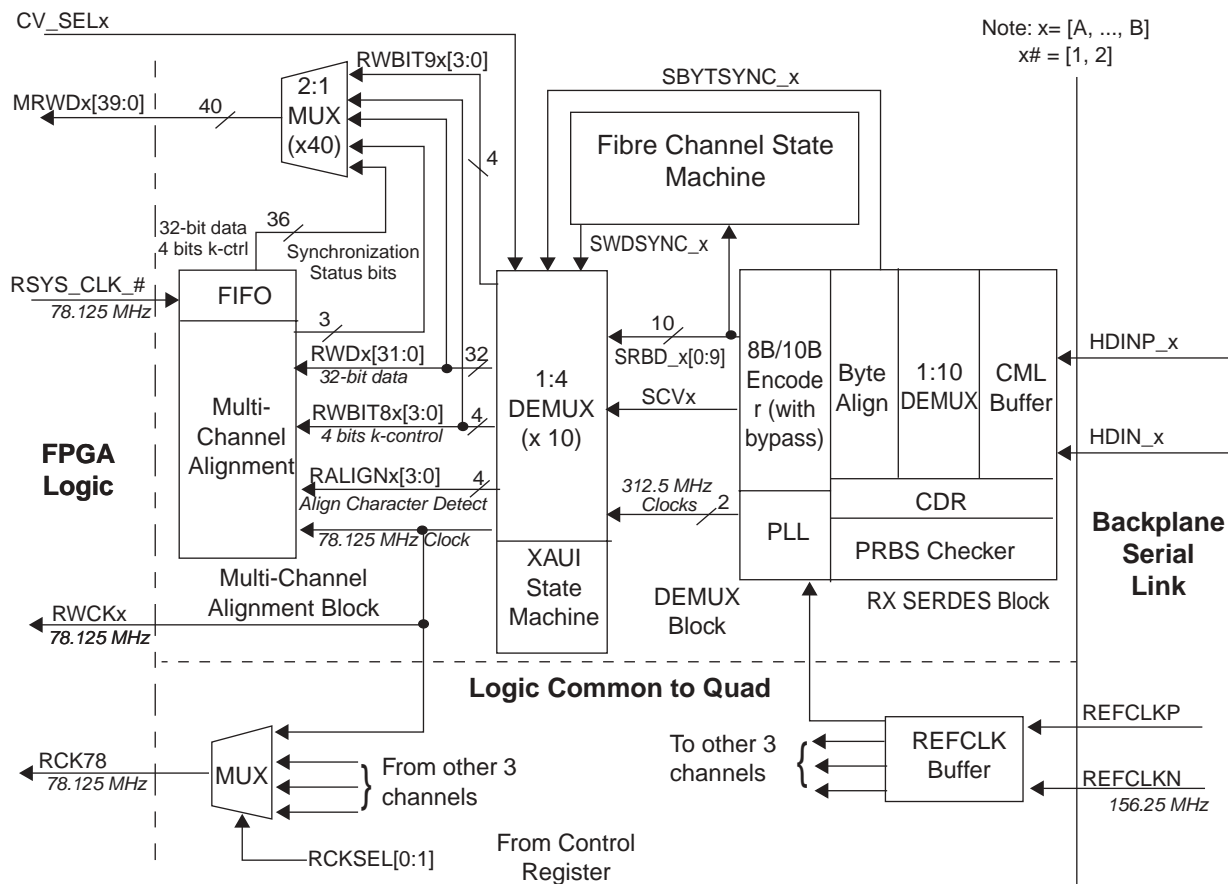 CV_SELx
Note: x= [A, ..., B]
x# = [1, 2]
RWBIT9x[3:0]
SBYTSYNC_x
2:1
MUX
(x40)
MRWDx[39:0]
40
4
Fibre Channel State
Machine
32-bit data
4 bits k-ctrl
36
Synchronization
Status bits
SWDSYNC_x
RSYS_CLK_#
78.125 MHz
FIFO
3
RWDx[31:0]
32-bit data
32
10
SRBD_x[0:9]
8B/10B
Encode
r (with
bypass)
Byte
Align
1:10
DEMUX
CML
Buffer
HDINP_x
1:4
DEMUX
(x 10)
SCVx
Multi-
Channel
Alignment
RWBIT8x[3:0]
4 bits k-control
4
HDIN_x
FPGA
Logic
RALIGNx[3:0]
Align Character Detect
4
312.5 MHz
Clocks
2
CDR
78.125 MHz Clock
PLL
PRBS Checker
Backplane
Serial
Link
XAUI
State
Machine
Multi-Channel
Alignment Block
DEMUX
Block
RX SERDES Block
RWCKx
78.125 MHz
Logic Common to Quad
REFCLKP
RCK78
78.125 MHz
MUX
From other 3
channels
To other 3
channels
REFCLK
Buffer
REFCLKN
156.25 MHz
RCKSEL[0:1]
From Control
Register